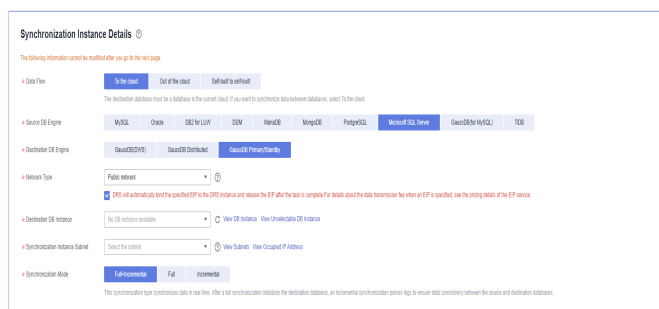 Synchronization Instance Details ?
The following information cannot be modified after you go to the next page.
* Data Flow To the cloud Out of the cloud Self-built to self-built
The destination database must be a database in the current cloud. If you want to synchronize data between databases, select To the cloud.
* Source DB Engine MySQL Oracle DB2 for LUW DDM MariaDB MongoDB PostgreSQL Microsoft SQL Server GaussDB(for MySQL) TiDB
* Destination DB Engine GaussDB(DWS) GaussDB Distributed GaussDB Primary/Standby
* Network Type Public network ?
DRS will automatically bind the specified EIP to the DRS instance and release the EIP after the task is complete.For details about the data transmission fee when an EIP is specified, see the pricing details of the EIP service.
* Destination DB Instance No DB instance available View DB Instance View Unselectable DB Instance
* Synchronization Instance Subnet Select the subnet ? View Subnets View Occupied IP Address
* Synchronization Mode Full+Incremental Full Incremental
This synchronization type synchronizes data in real time. After a full synchronization initializes the destination database, an incremental synchronization parses logs to ensure data consistency between the source and destination databases.